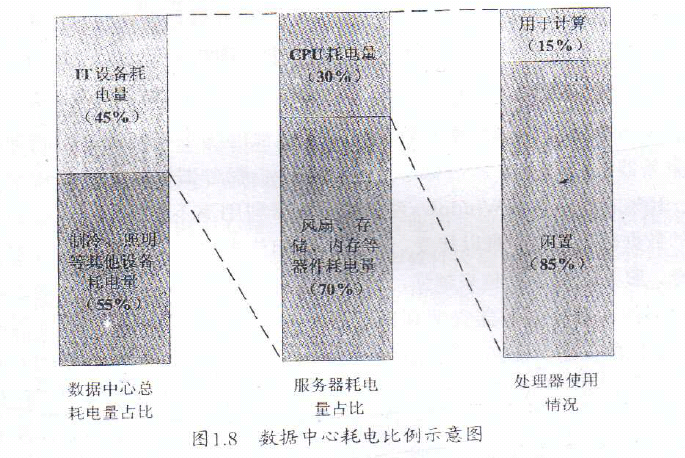 IT设备耗
电量
(45%)
制冷、照明
等其他设备
耗电量
(55%)
数据中心总
耗电量占比
CPU耗电量
(30%)
风扇、存
储、内存等
器件耗电量
(70%)
服务器耗电
量占比
用于计算
(15%)
闲置
(85%)
处理器使用
情况
图1.8 数据中心耗电比例示意图